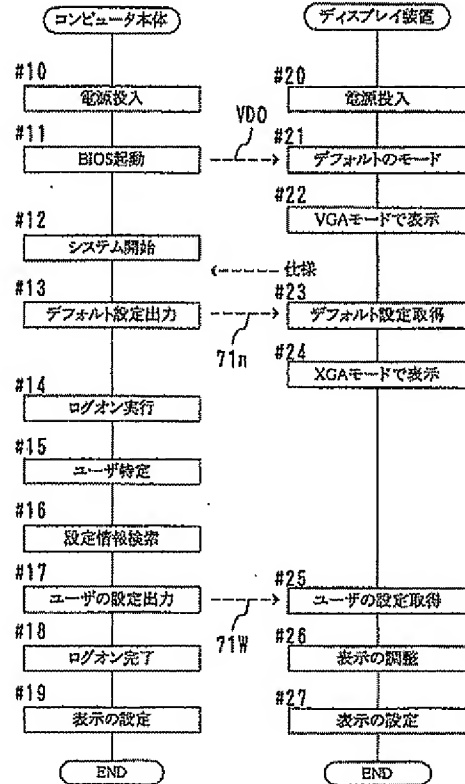 コンピュータ本体
ディスプレイ装置
#10
電源投入
#20
電源投入
#11
BIOS起動
VD0
#21
デフォルトのモード
#22
VGAモードで表示
#12
システム開始
仕様
#13
デフォルト設定出力
71n
#23
デフォルト設定取得
#24
XGAモードで表示
#14
ログオン実行
#15
ユーザ特定
#16
設定情報検索
#17
ユーザの設定出力
71W
#25
ユーザの設定取得
#18
ログオン完了
#26
表示の調整
#19
表示の設定
#27
表示の設定
END
END